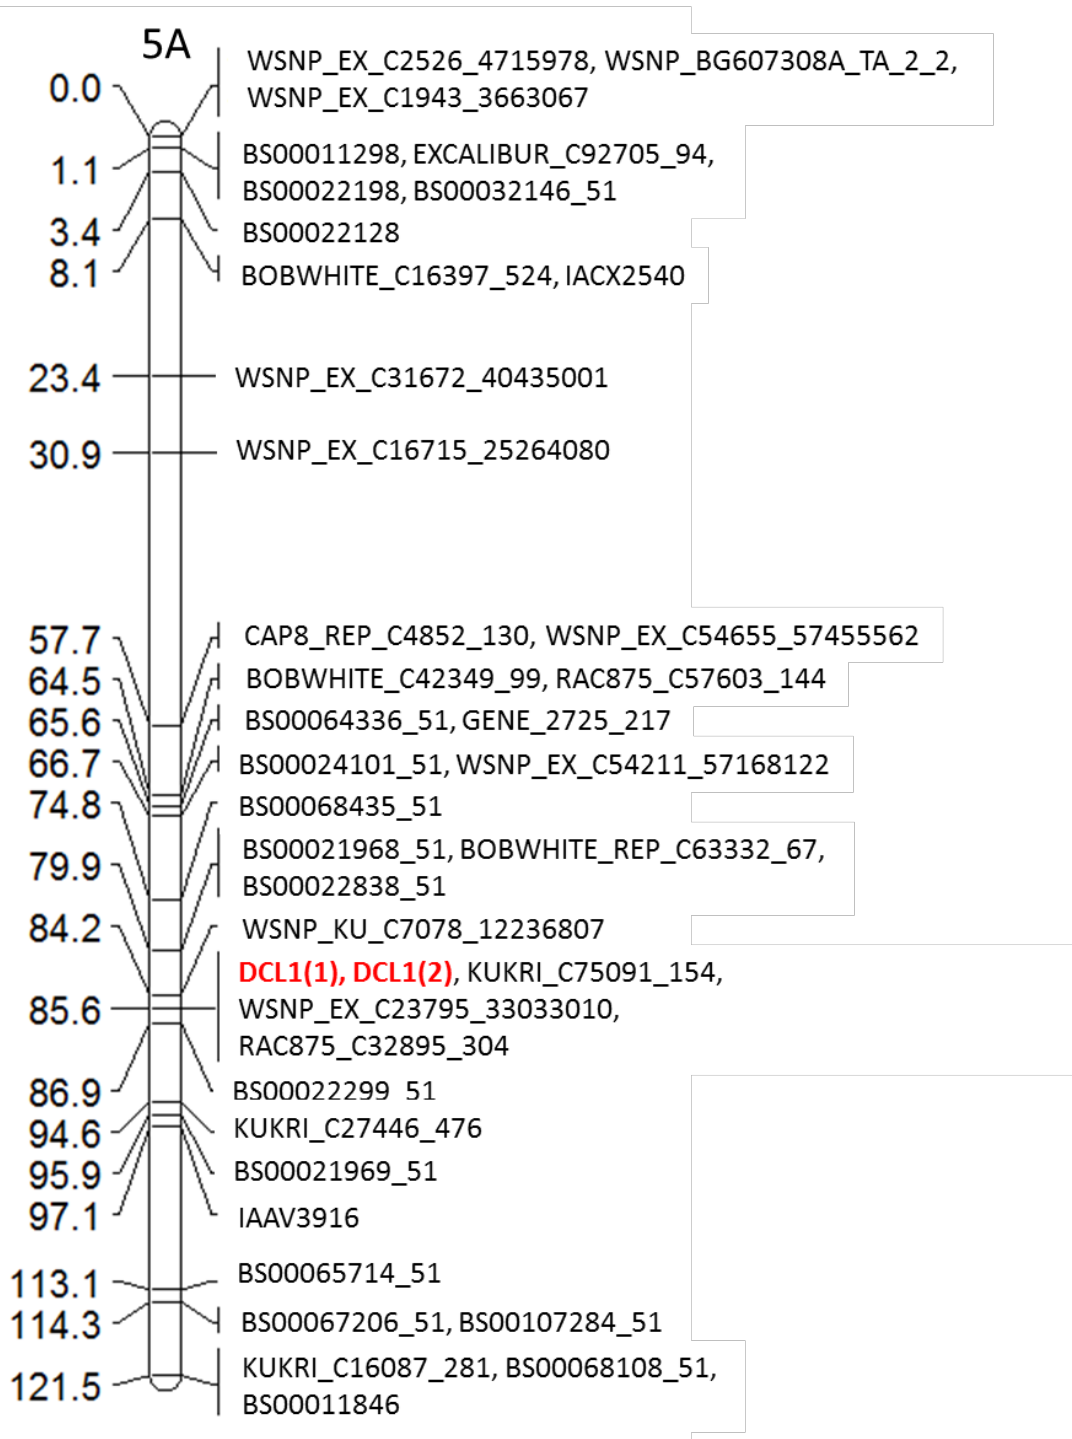 5A
0.0 WSNP_EX_C2526_4715978, WSNP_BG607308A_TA_2_2,
WSNP_EX_C1943_3663067
1.1 BS00011298, EXCALIBUR_C92705_94,
BS00022198, BS00032146_51
3.4 BS00022128
8.1 BOBWHITE_C16397_524, IACX2540
23.4 WSNP_EX_C31672_40435001
30.9 WSNP_EX_C16715_25264080
57.7 CAP8_REP_C4852_130, WSNP_EX_C54655_57455562
64.5 BOBWHITE_C42349_99, RAC875_C57603_144
65.6 BS00064336_51, GENE_2725_217
66.7 BS00024101_51, WSNP_EX_C54211_57168122
74.8 BS00068435_51
79.9 BS00021968_51, BOBWHITE_REP_C63332_67,
BS00022838_51
84.2 WSNP_KU_C7078_12236807
85.6 DCL1(1), DCL1(2), KUKRI_C75091_154,
WSNP_EX_C23795_33033010,
RAC875_C32895_304
86.9 BS00022299_51
94.6 KUKRI_C27446_476
95.9 BS00021969_51
97.1 IAAV3916
113.1 BS00065714_51
114.3 BS00067206_51, BS00107284_51
121.5 KUKRI_C16087_281, BS00068108_51,
BS00011846